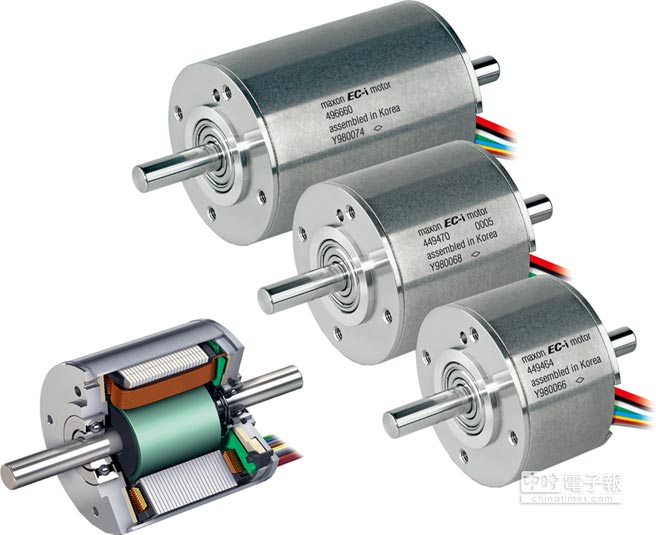 maxon EC-i motor
496660
assembled in Korea
Y980074
maxon EC-i motor
449470 0005
assembled in Korea
Y980068
maxon EC-i motor
449464
assembled in Korea
Y980066
中時電子報
chinatimes.com